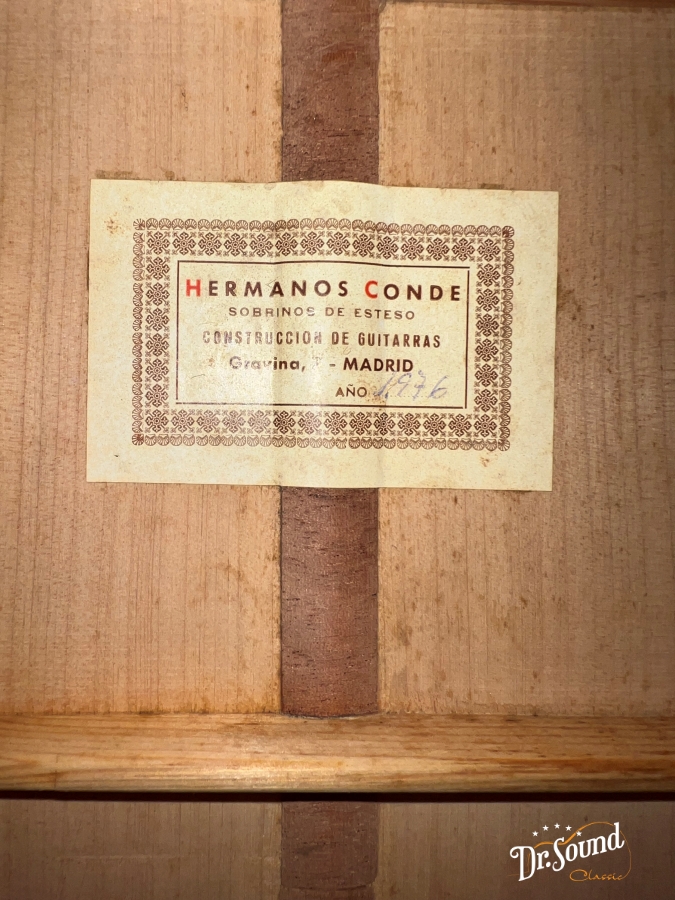 HERMANOS CONDE
SOBRINOS DE ESTESO
CONSTRUCCION DE GUITARRAS
Gravina, - MADRID
AÑO 1976
Dr. Sound
Classic